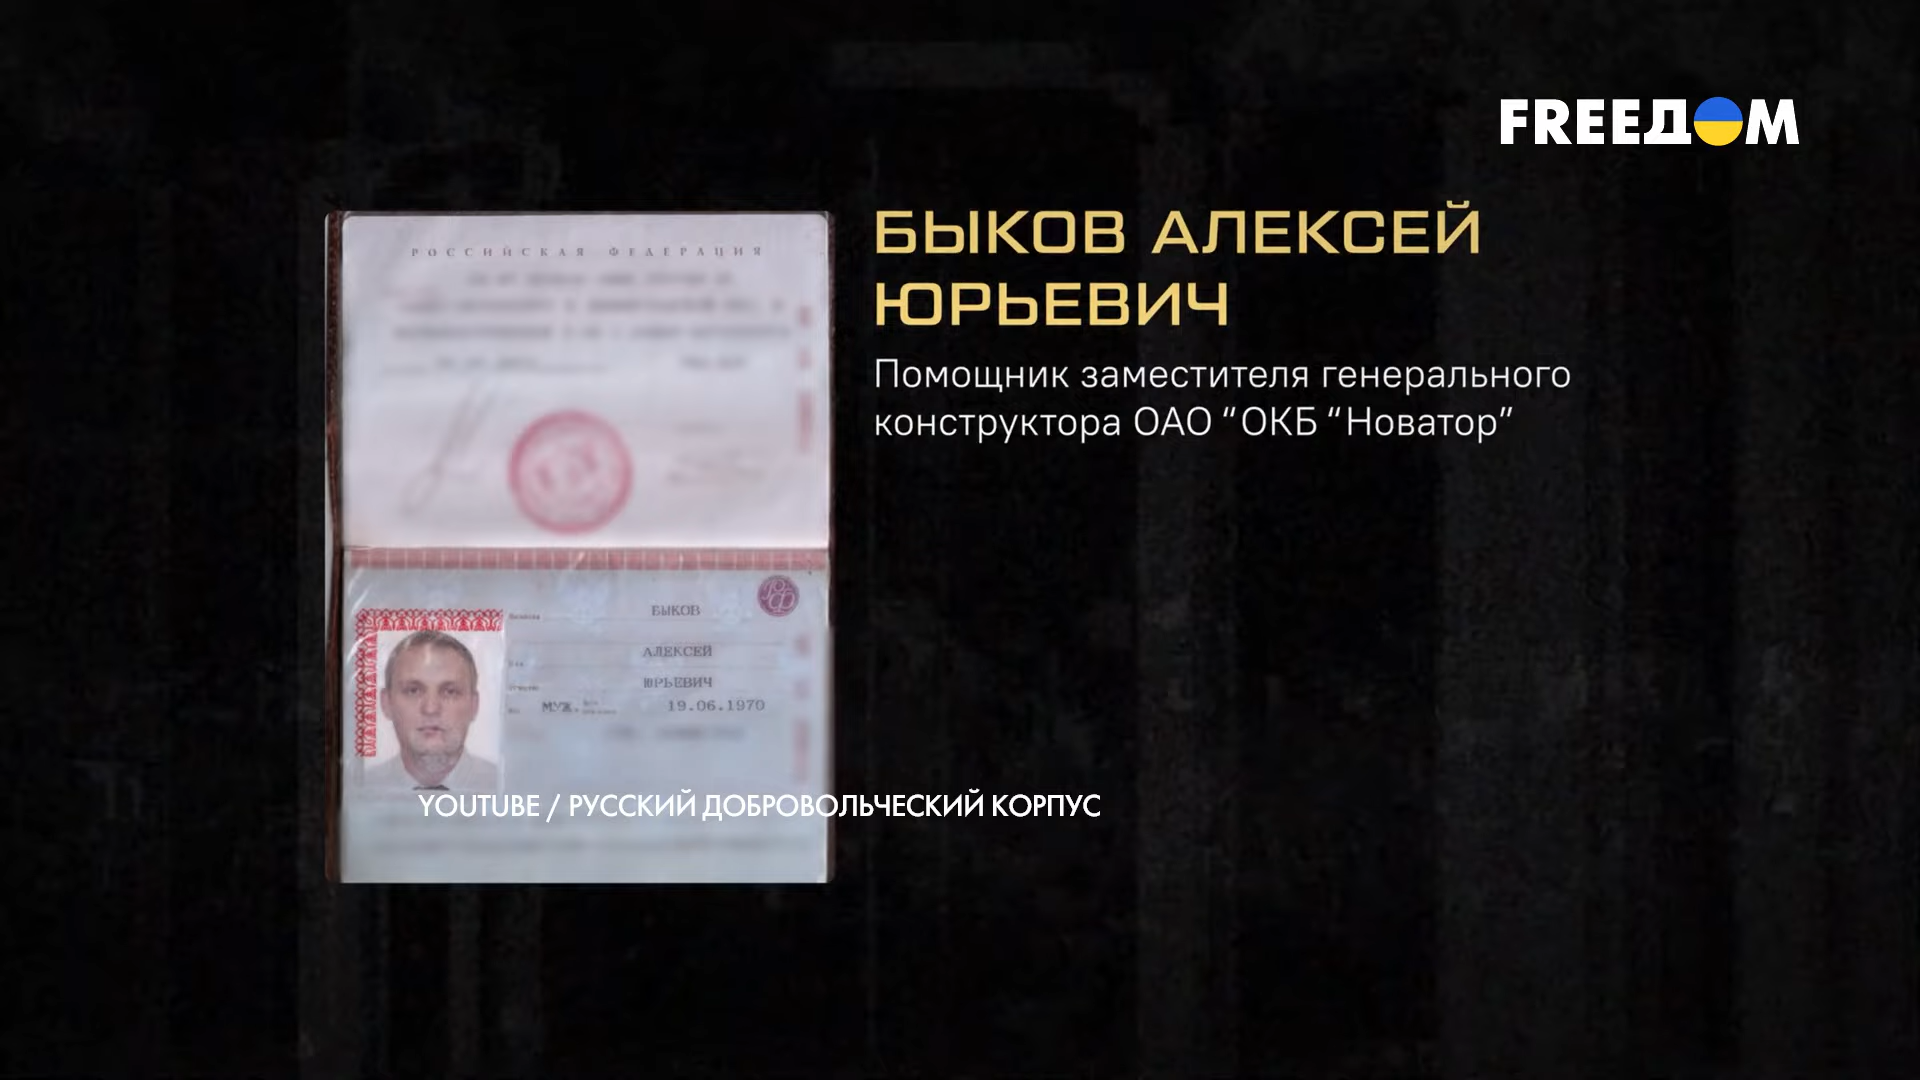 FREEДOM
БЫКОВ АЛЕКСЕЙ
ЮРЬЕВИЧ
Помощник заместителя генерального
конструктора ОАО “ОКБ “Новатор”
РОССИЙСКАЯ ФЕДЕРАЦИЯ
БЫКОВ
АЛЕКСЕЙ
ЮРЬЕВИЧ
МУЖ. 19.06.1970
YOUTUBE / РУССКИЙ ДОБРОВОЛЬЧЕСКИЙ КОРПУС